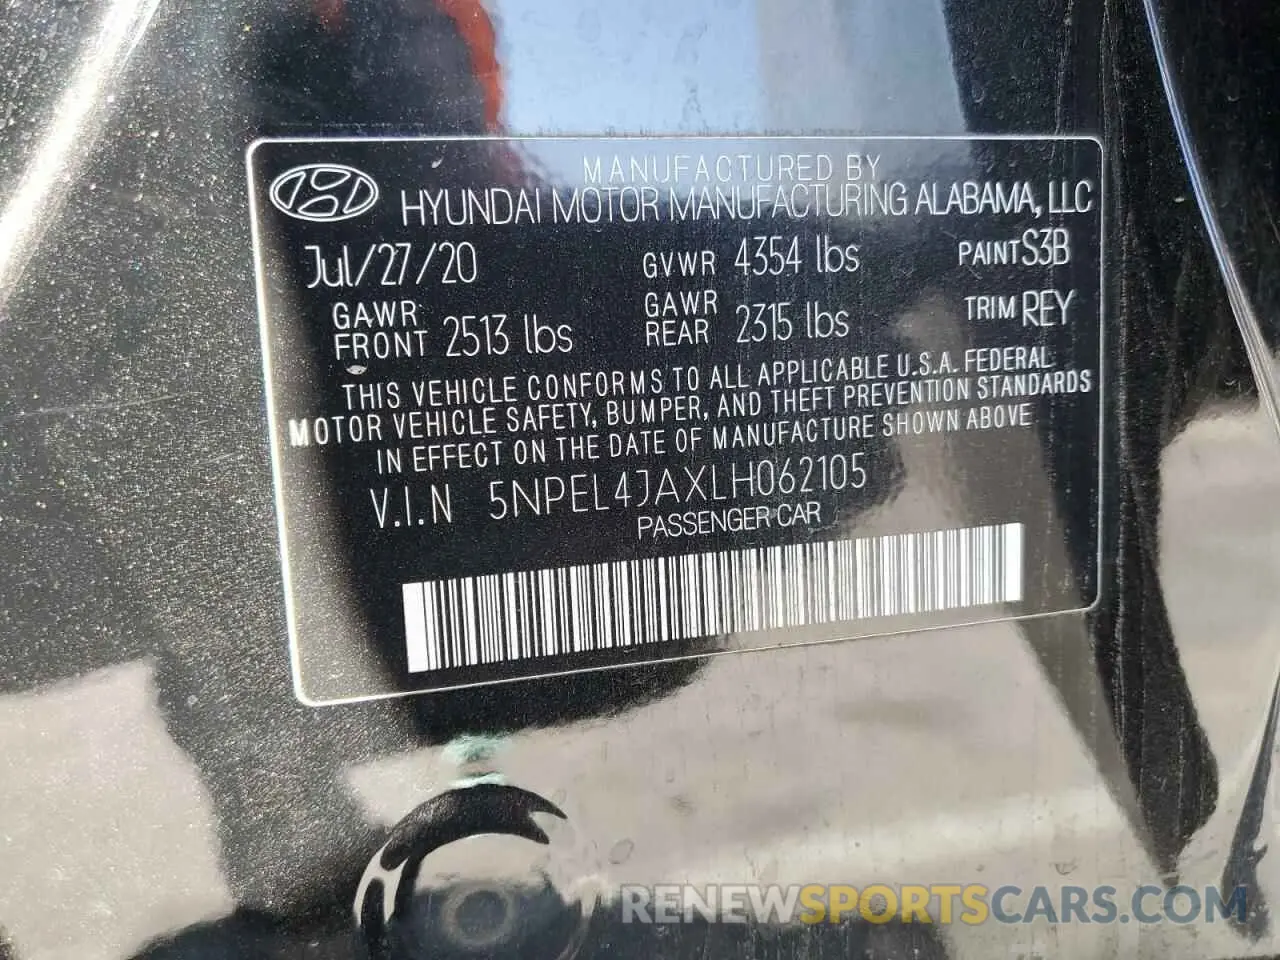 MANUFACTURED BY
HYUNDAI MOTOR MANUFACTURING ALABAMA, LLC
Jul/27/20 GVWR 4354 lbs PAINT S3B
GAWR FRONT 2513 lbs GAWR REAR 2315 lbs TRIM REY
THIS VEHICLE CONFORMS TO ALL APPLICABLE U.S.A. FEDERAL
MOTOR VEHICLE SAFETY, BUMPER, AND THEFT PREVENTION STANDARDS
IN EFFECT ON THE DATE OF MANUFACTURE SHOWN ABOVE
V.I.N 5NPEL4JAXLH062105
PASSENGER CAR
RENEWSPORTSCARS.COM